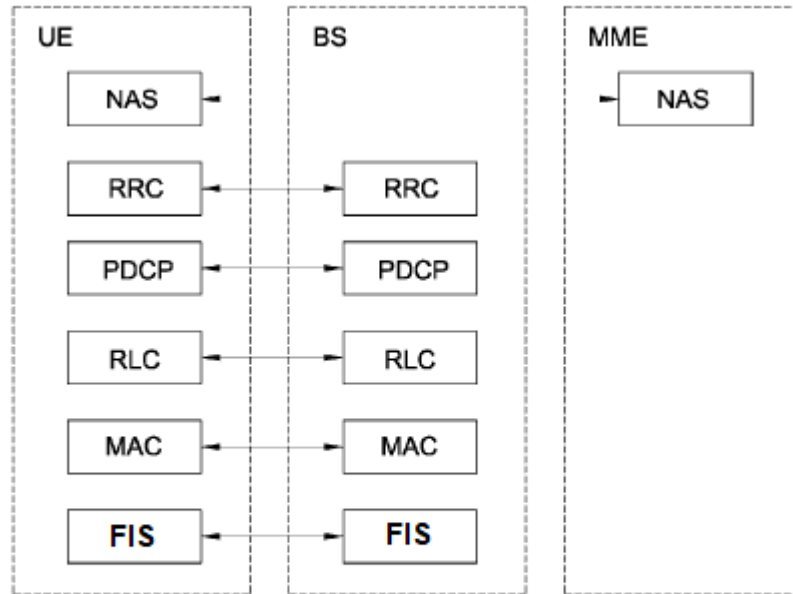 UE BS MME
NAS NAS
RRC RRC
PDCP PDCP
RLC RLC
MAC MAC
FIS FIS